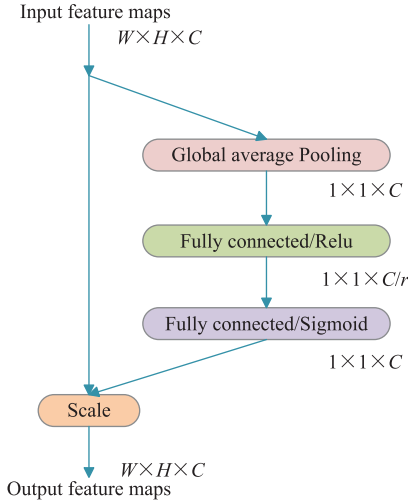 Input feature maps
W×H×C
Global average Pooling
1×1×C
Fully connected/Relu
1×1×C/r
Fully connected/Sigmoid
1×1×C
Scale
W×H×C
Output feature maps